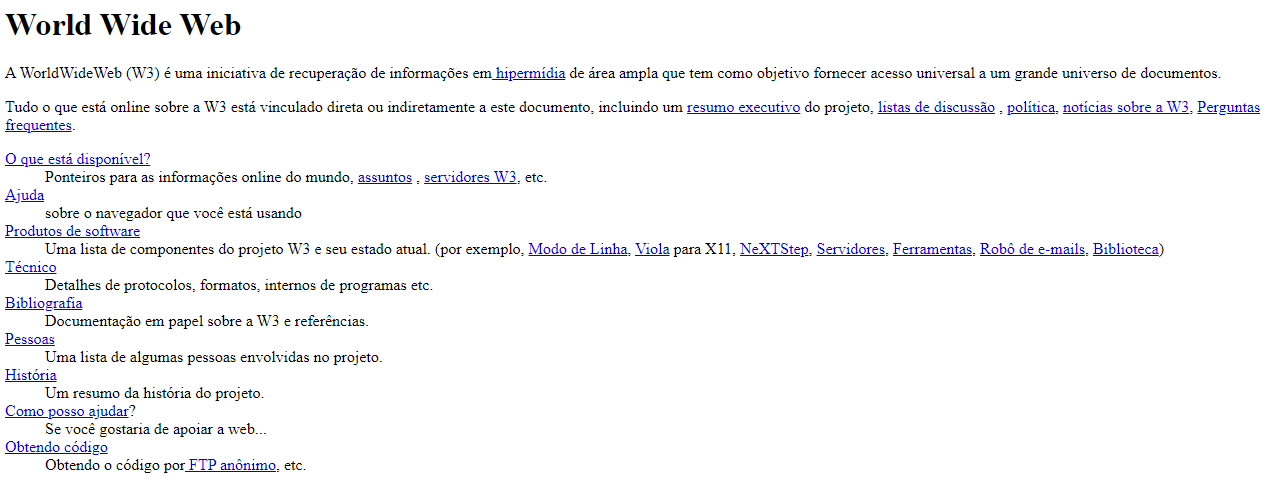 World Wide Web
A WorldWideWeb (W3) é uma iniciativa de recuperação de informações em hipermídia de área ampla que tem como objetivo fornecer acesso universal a um grande universo de documentos.
Tudo o que está online sobre a W3 está vinculado direta ou indiretamente a este documento, incluindo um resumo executivo do projeto, listas de discussão , política, notícias sobre a W3, Perguntas
frequentes.
O que está disponível?
Ponteiros para as informações online do mundo, assuntos , servidores W3, etc.
Ajuda
sobre o navegador que você está usando
Produtos de software
Uma lista de componentes do projeto W3 e seu estado atual. (por exemplo, Modo de Linha, Viola para X11, NeXTStep, Servidores, Ferramentas, Robô de e-mails, Biblioteca)
Técnico
Detalhes de protocolos, formatos, internos de programas etc.
Bibliografia
Documentação em papel sobre a W3 e referências.
Pessoas
Uma lista de algumas pessoas envolvidas no projeto.
História
Um resumo da história do projeto.
Como posso ajudar?
Se você gostaria de apoiar a web...
Obtendo código
Obtendo o código por FTP anônimo, etc.